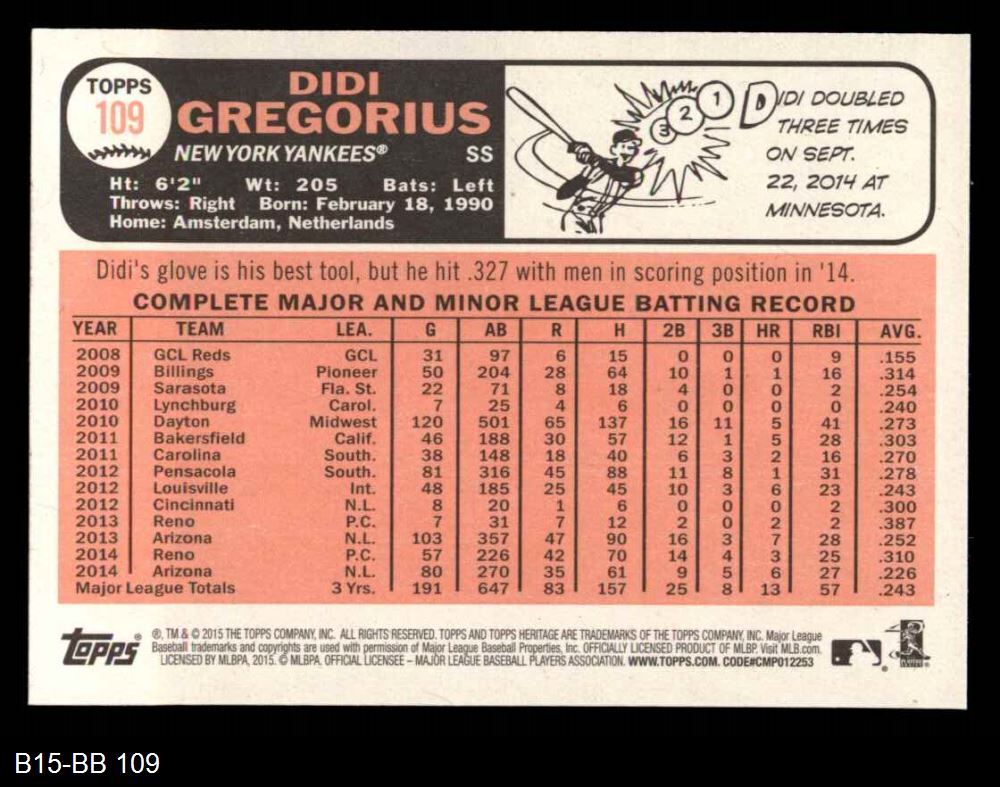 TOPPS
109
DIDI
GREGORIUS
NEW YORK YANKEES® SS
Ht: 6'2" Wt: 205 Bats: Left
Throws: Right Born: February 18, 1990
Home: Amsterdam, Netherlands
3 2 1
DIDI DOUBLED
THREE TIMES
ON SEPT.
22, 2014 AT
MINNESOTA.
Didi's glove is his best tool, but he hit .327 with men in scoring position in '14.
COMPLETE MAJOR AND MINOR LEAGUE BATTING RECORD
YEAR TEAM LEA. G AB R H 2B 3B HR RBI AVG.
2008 GCL Reds GCL 31 97 6 15 0 0 0 9 .155
2009 Billings Pioneer 50 204 28 64 10 1 1 16 .314
2009 Sarasota Fla. St. 22 71 8 18 4 0 0 2 .254
2010 Lynchburg Carol. 7 25 4 6 0 0 0 0 .240
2010 Dayton Midwest 120 501 65 137 16 11 5 41 .273
2011 Bakersfield Calif. 46 188 30 57 12 1 5 28 .303
2011 Carolina South. 38 148 18 40 6 3 2 16 .270
2012 Pensacola South. 81 316 45 88 11 8 1 31 .278
2012 Louisville Int. 48 185 25 45 10 3 6 23 .243
2012 Cincinnati N.L. 8 20 1 6 0 0 0 2 .300
2013 Reno P.C. 7 31 7 12 2 0 2 2 .387
2013 Arizona N.L. 103 357 47 90 16 3 7 28 .252
2014 Reno P.C. 57 226 42 70 14 4 3 25 .310
2014 Arizona N.L. 80 270 35 61 9 5 6 27 .226
Major League Totals 3 Yrs. 191 647 83 157 25 8 13 57 .243
topps
®, TM & © 2015 THE TOPPS COMPANY, INC. ALL RIGHTS RESERVED. TOPPS AND TOPPS HERITAGE ARE TRADEMARKS OF THE TOPPS COMPANY, INC. Major League
Baseball trademarks and copyrights are used with permission of Major League Baseball Properties, Inc. OFFICIALLY LICENSED PRODUCT OF MLBP. Visit MLB.com.
LICENSED BY MLBPA, 2015. © MLBPA. OFFICIAL LICENSEE – MAJOR LEAGUE BASEBALL PLAYERS ASSOCIATION. WWW.TOPPS.COM. CODE#CMP012253
B15-BB 109